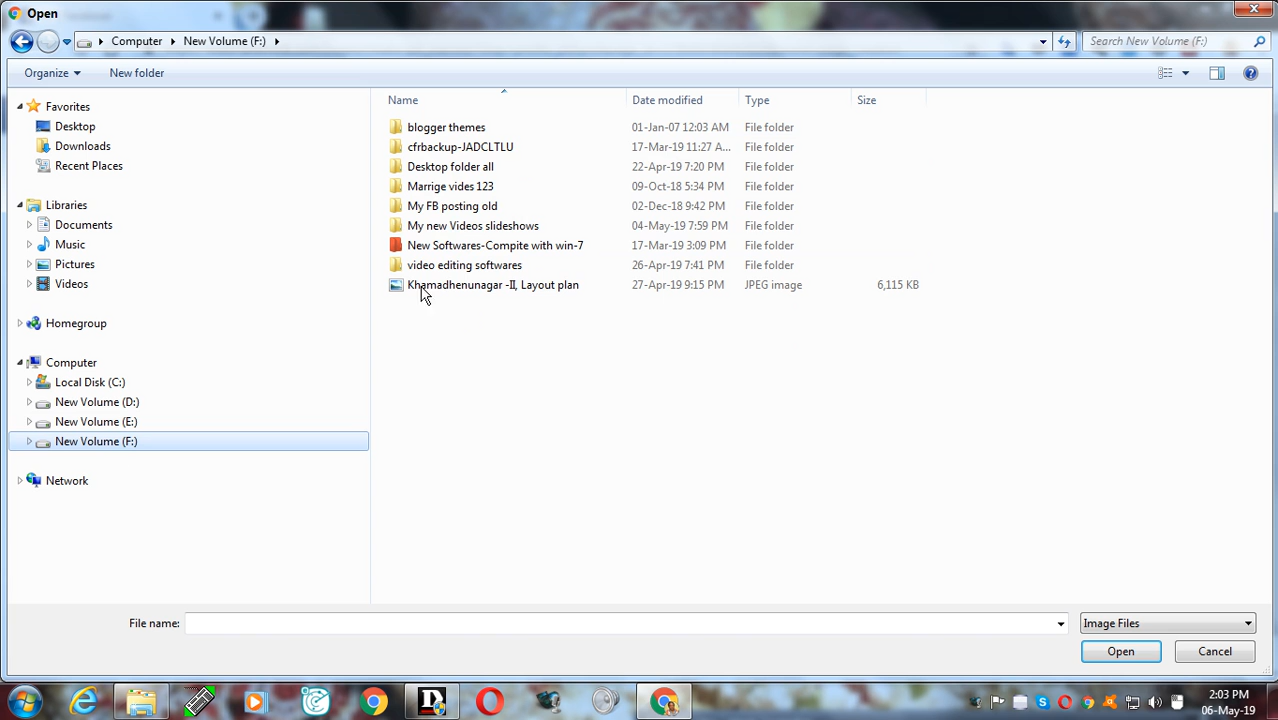 Open
Computer New Volume (F:) Search New Volume (F:)
Organize New folder
Name Date modified Type Size
Favorites
Desktop
Downloads
Recent Places
Libraries
Documents
Music
Pictures
Videos
Homegroup
Computer
Local Disk (C:)
New Volume (D:)
New Volume (E:)
New Volume (F:)
Network
blogger themes 01-Jan-07 12:03 AM File folder
cfrbackup-JADCLTLU 17-Mar-19 11:27 A... File folder
Desktop folder all 22-Apr-19 7:20 PM File folder
Marrige vides 123 09-Oct-18 5:34 PM File folder
My FB posting old 02-Dec-18 9:42 PM File folder
My new Videos slideshows 04-May-19 7:59 PM File folder
New Softwares-Compite with win-7 17-Mar-19 3:09 PM File folder
video editing softwares 26-Apr-19 7:41 PM File folder
Khamadhenunagar -II, Layout plan 27-Apr-19 9:15 PM JPEG image 6,115 KB
File name: Image Files
Open Cancel
2:03 PM
06-May-19